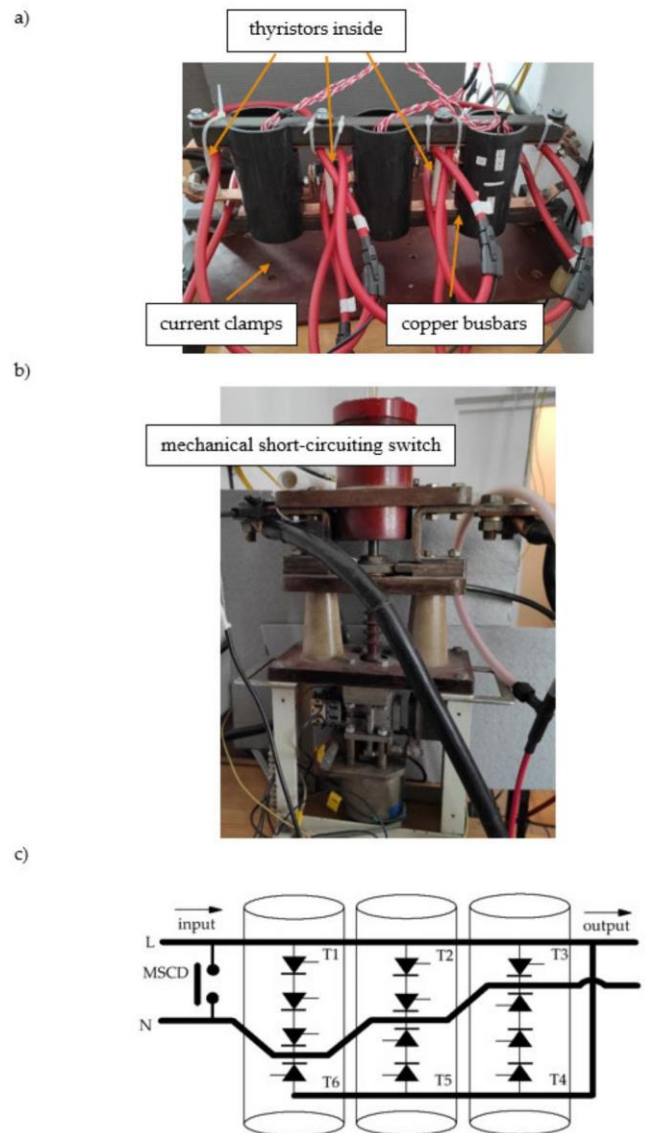 a)
thyristors inside
current clamps
copper busbars
b)
mechanical short-circuiting switch
c)
input
output
L
T1
T2
T3
MSCD
N
T6
T5
T4